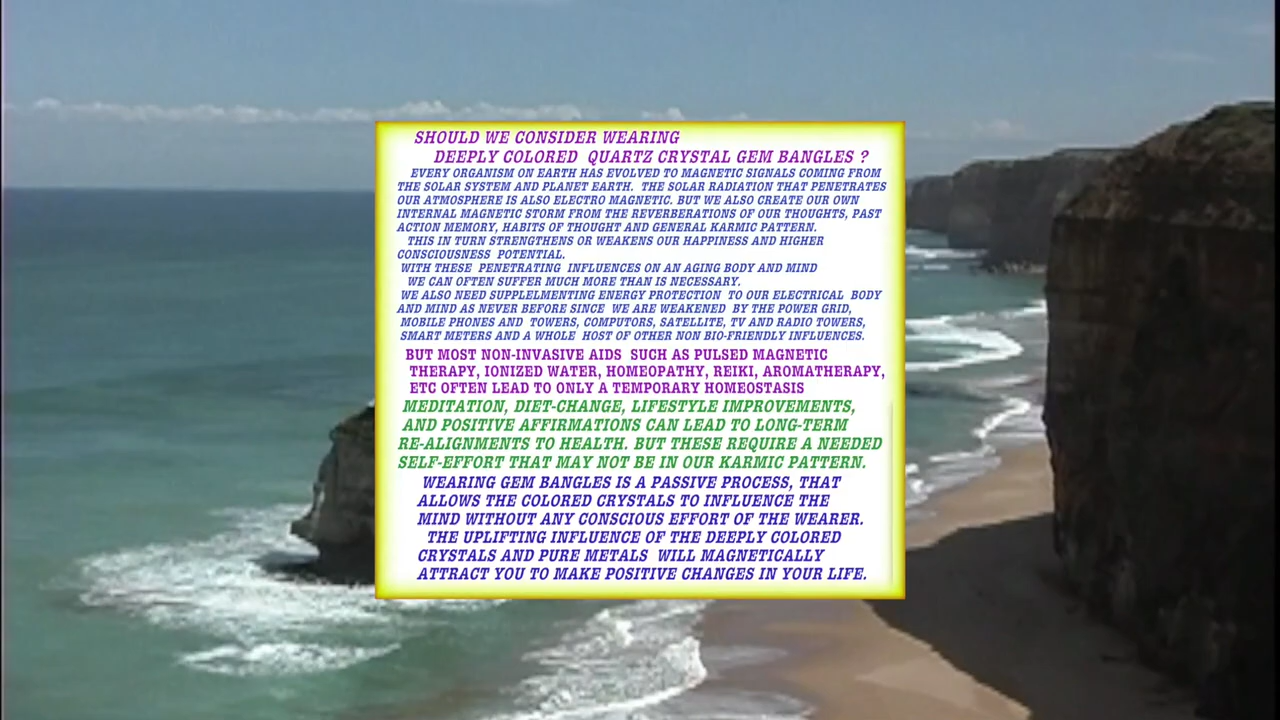 SHOULD WE CONSIDER WEARING
DEEPLY COLORED QUARTZ CRYSTAL GEM BANGLES ?
EVERY ORGANISM ON EARTH HAS EVOLVED TO MAGNETIC SIGNALS COMING FROM
THE SOLAR SYSTEM AND PLANET EARTH. THE SOLAR RADIATION THAT PENETRATES
OUR ATMOSPHERE IS ALSO ELECTRO MAGNETIC. BUT WE ALSO CREATE OUR OWN
INTERNAL MAGNETIC STORM FROM THE REVERBERATIONS OF OUR THOUGHTS, PAST
ACTION MEMORY, HABITS OF THOUGHT AND GENERAL KARMIC PATTERN.
THIS IN TURN STRENGTHENS OR WEAKENS OUR HAPPINESS AND HIGHER
CONSCIOUSNESS POTENTIAL.
WITH THESE PENETRATING INFLUENCES ON AN AGING BODY AND MIND
WE CAN OFTEN SUFFER MUCH MORE THAN IS NECESSARY.
WE ALSO NEED SUPPLELMENTING ENERGY PROTECTION TO OUR ELECTRICAL BODY
AND MIND AS NEVER BEFORE SINCE WE ARE WEAKENED BY THE POWER GRID,
MOBILE PHONES AND TOWERS, COMPUTORS, SATELLITE, TV AND RADIO TOWERS,
SMART METERS AND A WHOLE HOST OF OTHER NON BIO-FRIENDLY INFLUENCES.
BUT MOST NON-INVASIVE AIDS SUCH AS PULSED MAGNETIC
THERAPY, IONIZED WATER, HOMEOPATHY, REIKI, AROMATHERAPY,
ETC OFTEN LEAD TO ONLY A TEMPORARY HOMEOSTASIS
MEDITATION, DIET-CHANGE, LIFESTYLE IMPROVEMENTS,
AND POSITIVE AFFIRMATIONS CAN LEAD TO LONG-TERM
RE-ALIGNMENTS TO HEALTH. BUT THESE REQUIRE A NEEDED
SELF-EFFORT THAT MAY NOT BE IN OUR KARMIC PATTERN.
WEARING GEM BANGLES IS A PASSIVE PROCESS, THAT
ALLOWS THE COLORED CRYSTALS TO INFLUENCE THE
MIND WITHOUT ANY CONSCIOUS EFFORT OF THE WEARER.
THE UPLIFTING INFLUENCE OF THE DEEPLY COLORED
CRYSTALS AND PURE METALS WILL MAGNETICALLY
ATTRACT YOU TO MAKE POSITIVE CHANGES IN YOUR LIFE.